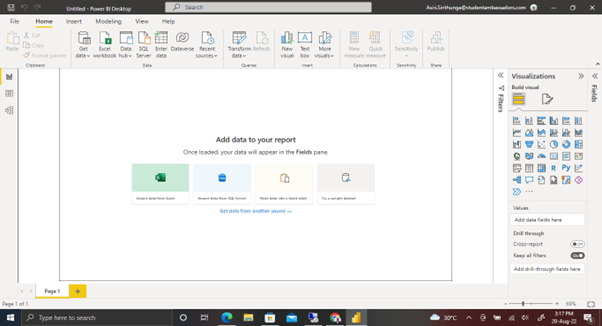 Untitled - Power BI Desktop
Search
Asiri.Sirithunga@studentambassadors.com
File Home Insert Modeling View Help
Paste
Cut
Copy
Format painter
Clipboard
Get data
Excel workbook
Data hub
SQL Server
Enter data
Dataverse
Recent sources
Data
Transform data
Refresh
Queries
New visual
Text box
More visuals
Insert
New measure
Quick measure
Calculations
Sensitivity
Sensitivity
Publish
Share
Add data to your report
Once loaded, your data will appear in the Fields pane.
Import data from Excel
Import data from SQL Server
Paste data into a blank table
Try a sample dataset
Get data from another source →
Filters
Visualizations
Build visual
Values
Add data fields here
Drill through
Cross-report
Off
Keep all filters
On
Add drill-through fields here
Fields
Page 1
Page 1 of 1
69%
Type here to search
30°C
3:17 PM
20-Aug-22